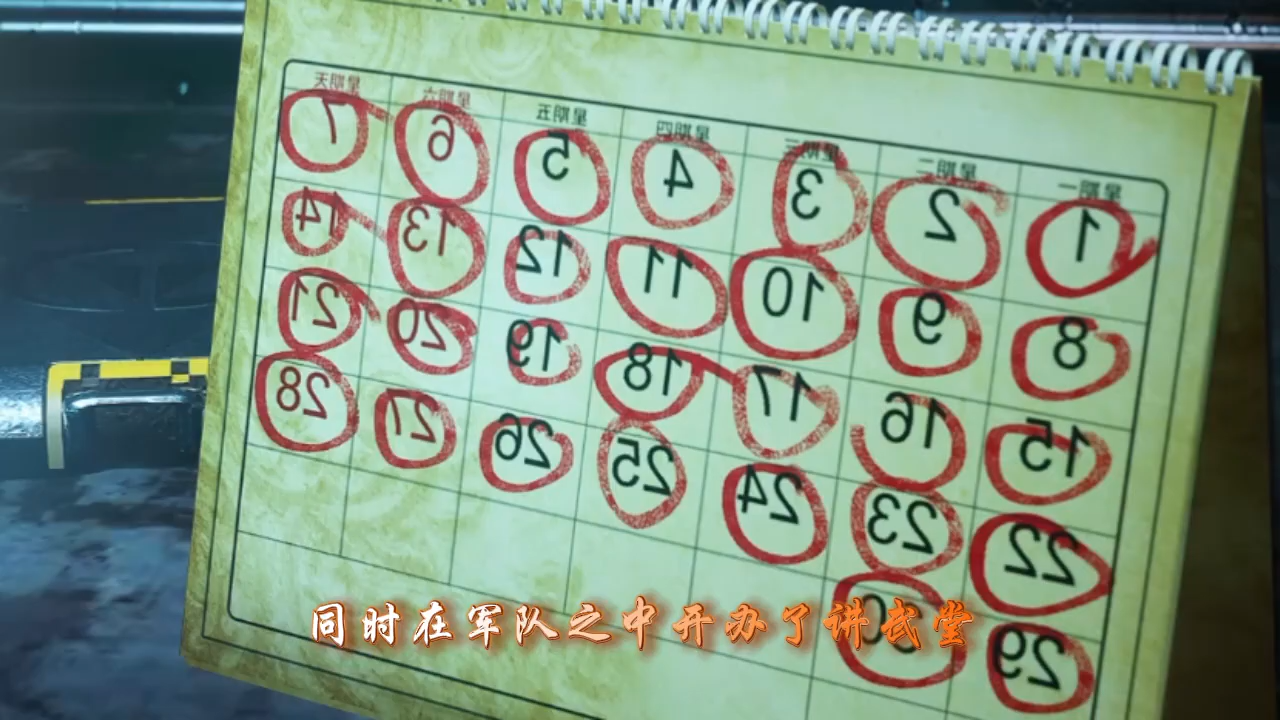 星期一 星期二 星期三 星期四 星期五 星期六 星期天
1 2 3 4 5 6 7
8 9 10 11 12 13 14
15 16 17 18 19 20 21
22 23 24 25 26 27 28
29 30
同时在军队之中开办了讲武堂